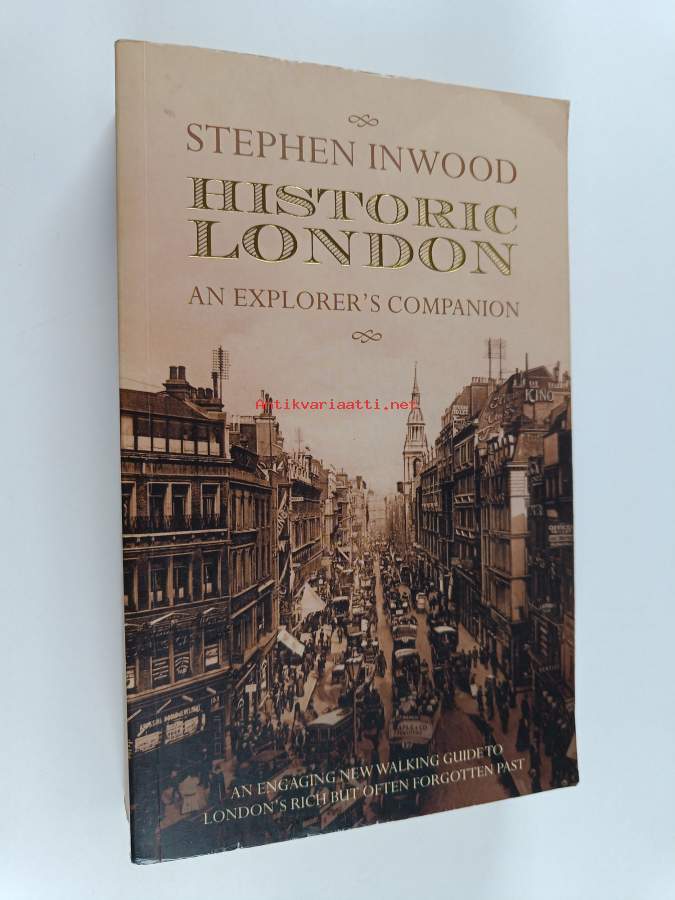 STEPHEN INWOOD
HISTORIC
LONDON
AN EXPLORER'S COMPANION
Antikvariaatti.net
KING
AN ENGAGING NEW WALKING GUIDE TO
LONDON'S RICH BUT OFTEN FORGOTTEN PAST